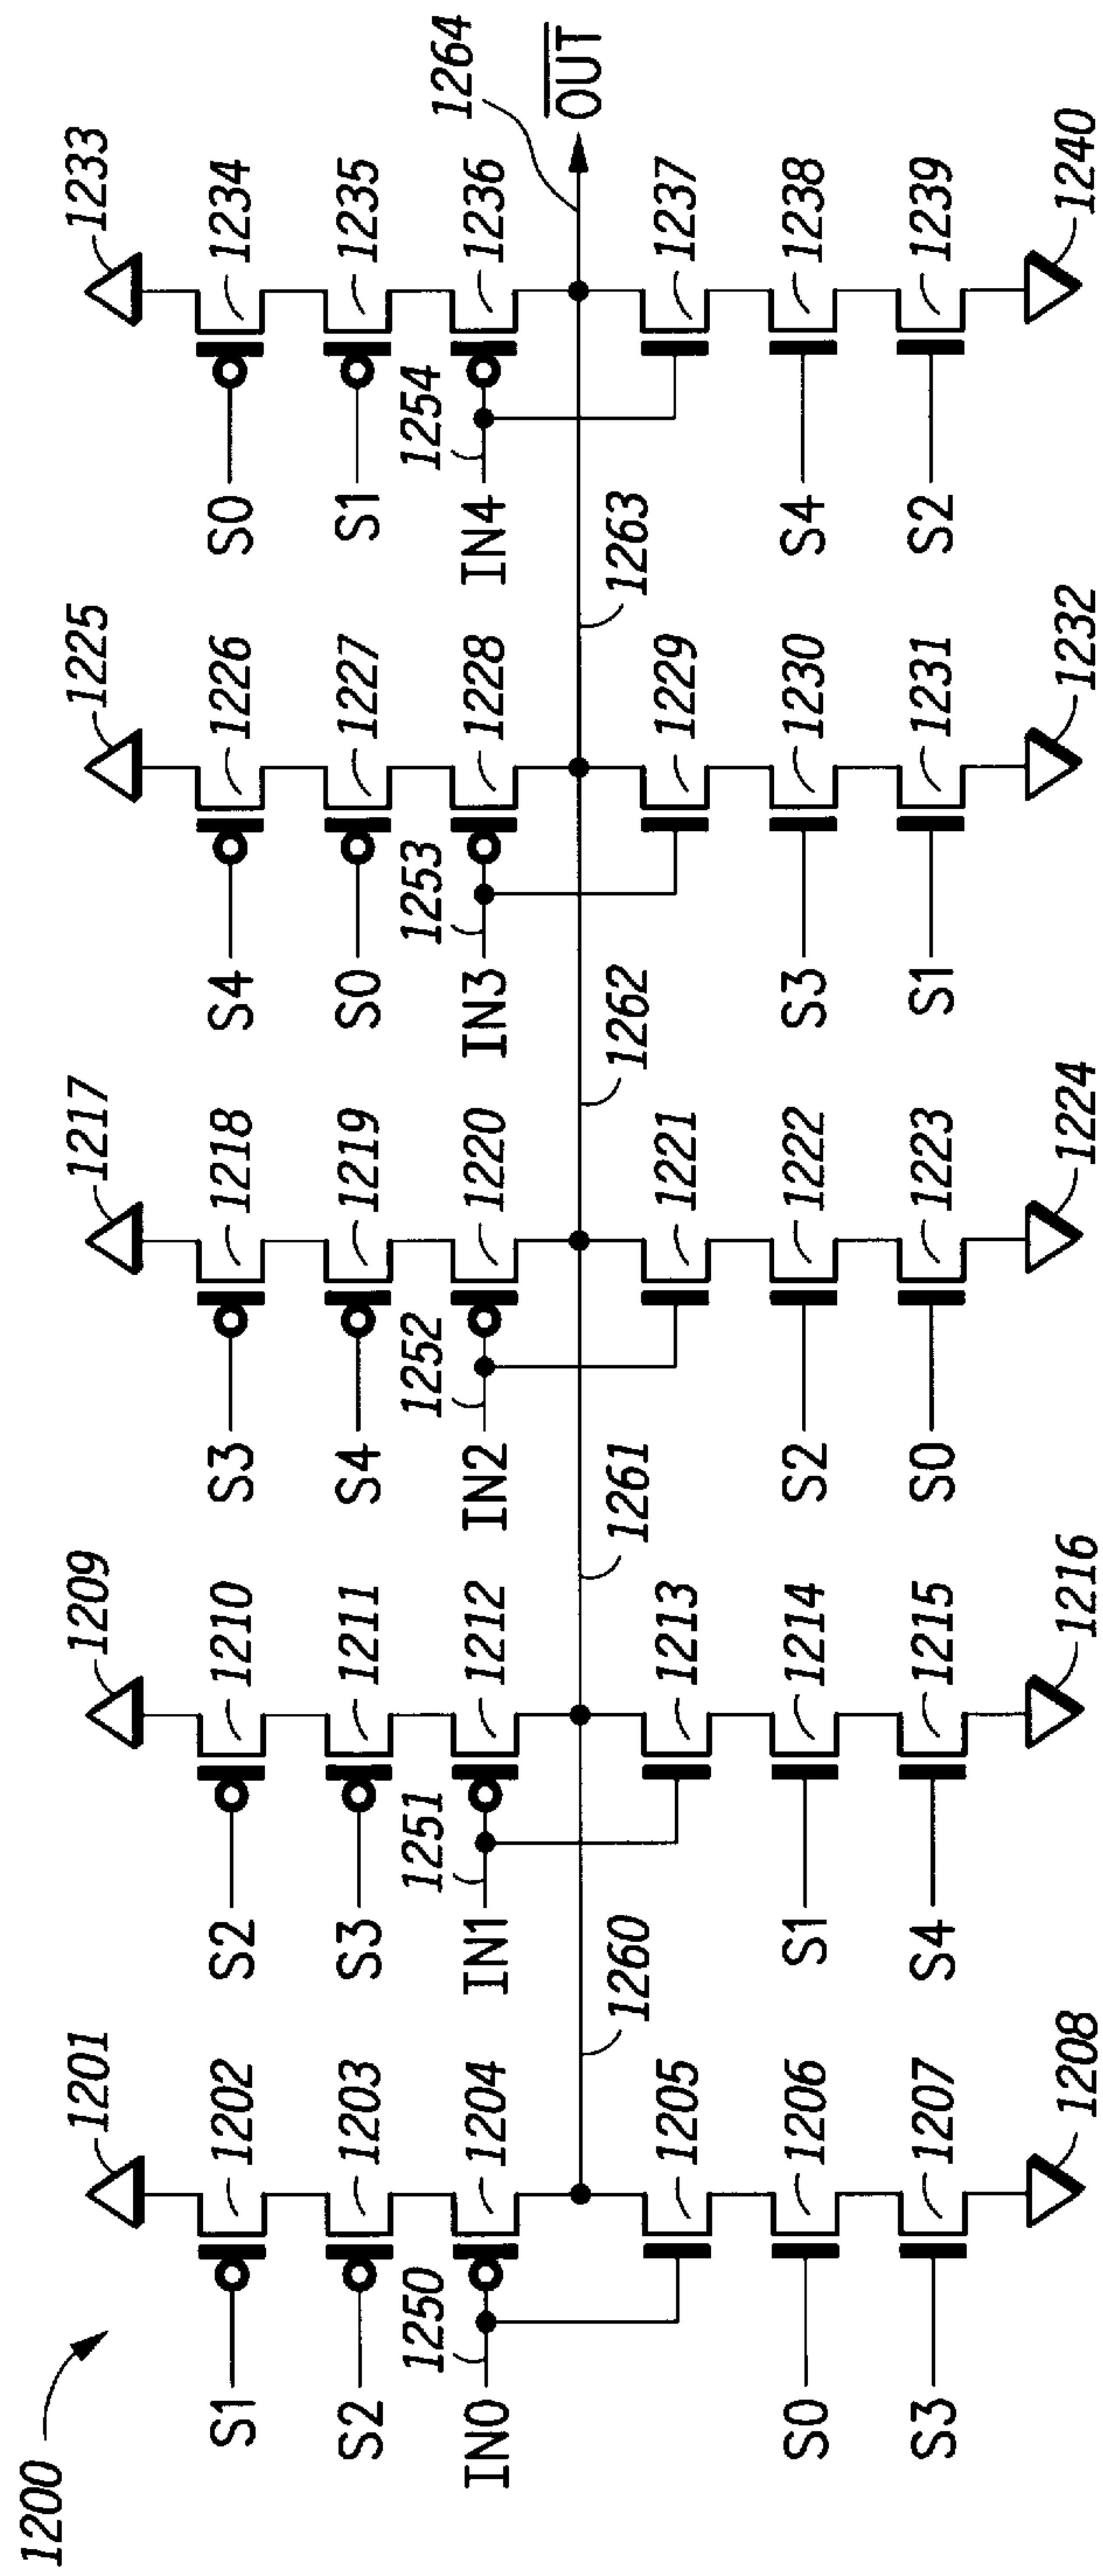 1200
1201 1209 1217 1225 1233
S1 1202 S2 1210 S3 1218 S4 1226 S0 1234
S2 1203 S3 1211 S4 1219 S0 1227 S1 1235
1250 1251 1252 1253 1254
IN0 1204 IN1 1212 IN2 1220 IN3 1228 IN4 1236
1264
OUT
1260 1261 1262 1263
1205 1213 1221 1229 1237
S0 1206 S1 1214 S2 1222 S3 1230 S4 1238
S3 1207 S4 1215 S0 1223 S1 1231 S2 1239
1208 1216 1224 1232 1240